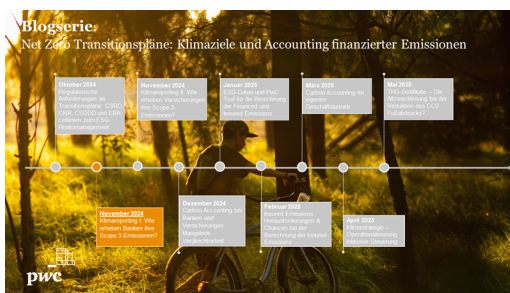 Blogserie:
Net Zero Transitionspläne: Klimaziele und Accounting finanzierter Emissionen
Oktober 2024
Regulatorische
Anforderungen an
Transitionspläne: CSRD,
CRR, CSDDD und EBA-
Leitlinien zum ESG-
Risikomanagement
November 2024
Klimareporting I: Wie
erheben Banken ihre
Scope 3-Emissionen?
November 2024
Klimareporting II: Wie
erheben Versicherungen
ihre Scope 3-
Emissionen?
Dezember 2024
Carbon Accounting bei
Banken und
Versicherungen:
Mangelnde
Vergleichbarkeit
Januar 2025
ESG-Daten und PwC
Tool für die Berechnung
der Financed und
Insured Emissions
Februar 2025
Insured Emissions:
Herausforderungen &
Chancen bei der
Berechnung der Insured
Emissions
März 2025
Carbon Accounting im
eigenen
Geschäftsbetrieb
April 2025
Klimastrategie -
Operationalisierung
inklusive Steuerung
Mai 2025
THG-Zertifikate – Die
Abzweiglösung bei der
Reduktion des CO2
Fußabdrucks?
pwc